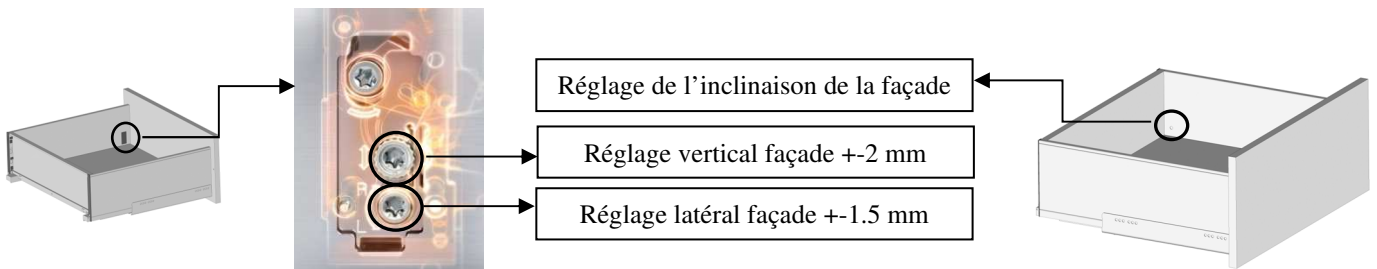 Réglage de l’inclinaison de la façade
Réglage vertical façade +-2 mm
Réglage latéral façade +-1.5 mm